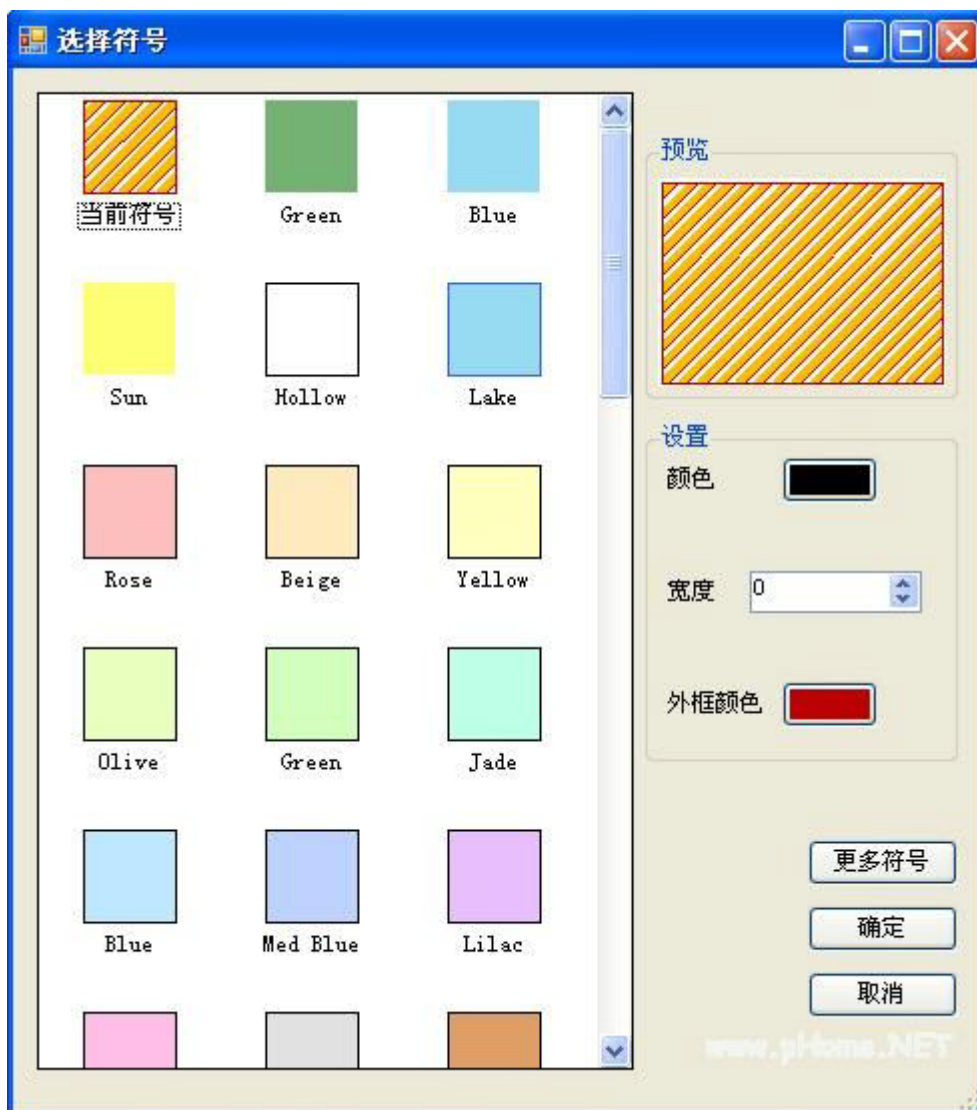 选择符号
当前符号 Green Blue
Sun Hollow Lake
Rose Beige Yellow
Olive Green Jade
Blue Med Blue Lilac
预览
设置
颜色
宽度 0
外框颜色
更多符号
确定
取消